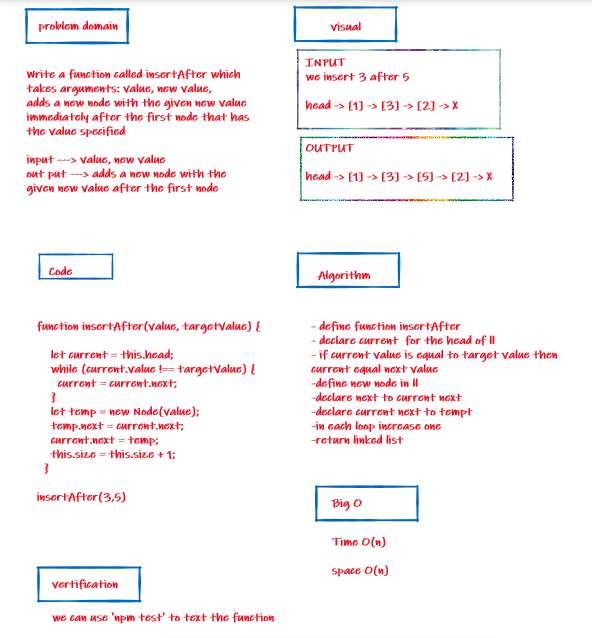 problem domain
Write a function called insertAfter which
takes arguments: value, new value,
adds a new node with the given new value
immediately after the first node that has
the value specified
input ---> value, new value
out put ---> adds a new node with the
given new value after the first node
visual
INPUT
we insert 3 after 5
head -> [1] -> [3] -> [2] -> X
OUTPUT
head -> [1] -> [3] -> [5] -> [2] -> X
Code
function insertAfter(value, targetValue) {
let current = this.head;
while (current.value !== targetValue) {
current = current.next;
}
let temp = new Node(value);
temp.next = current.next;
current.next = temp;
this.size = this.size + 1;
}
insertAfter(3,5)
Algorithm
- define function insertAfter
- declare current for the head of ll
- if current value is equal to target value then
current equal next value
-define new node in ll
-declare next to current next
-declare current next to tempt
-in each loop increase one
-return linked list
Big O
Time O(n)
space O(n)
vertification
we can use 'npm test' to text the function